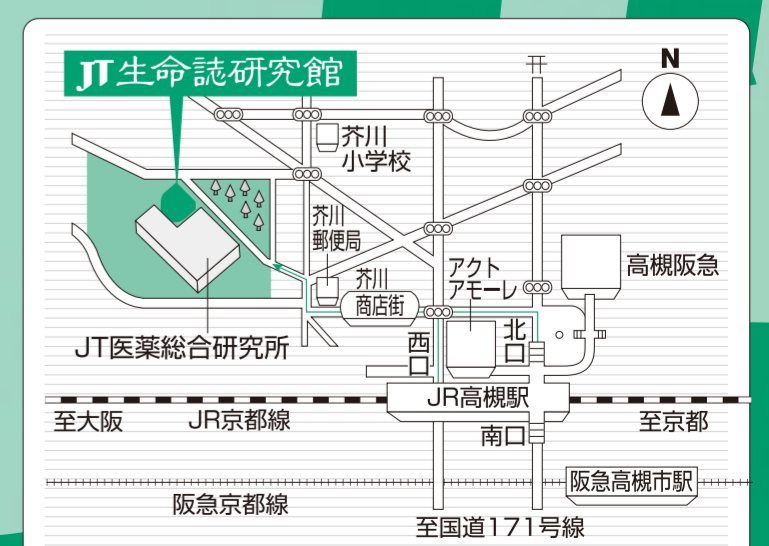 JT生命誌研究館
N
芥川
小学校
芥川
郵便局
芥川
商店街
アクト
アモーレ
高槻阪急
JT医薬総合研究所
西口
北口
JR高槻駅
至大阪
JR京都線
南口
至京都
阪急京都線
阪急高槻市駅
至国道171号線